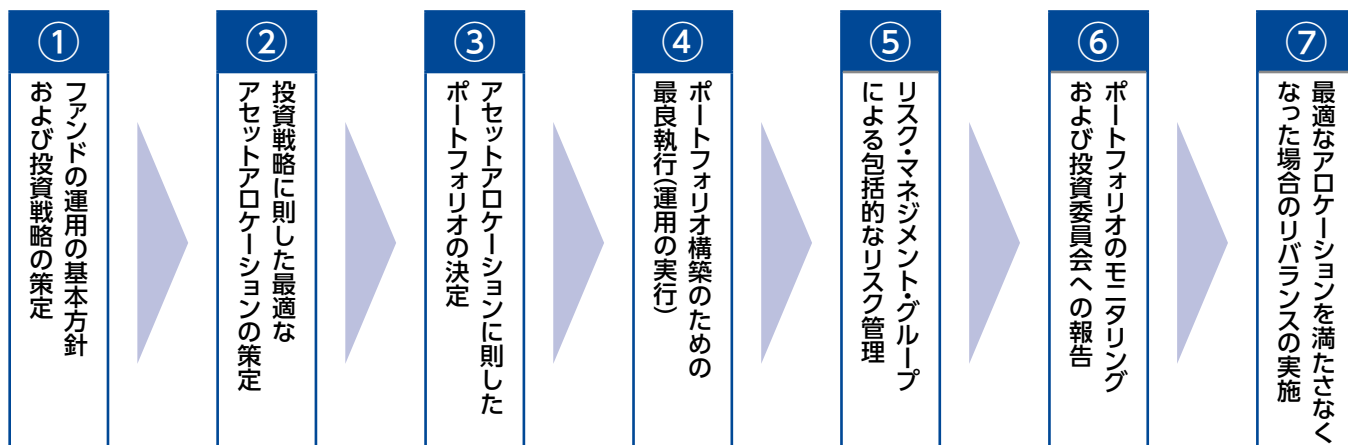 ①
ファンドの運用の基本方針
および投資戦略の策定
②
投資戦略に則した最適な
アセットアロケーションの策定
③
アセットアロケーションに則した
ポートフォリオの決定
④
ポートフォリオ構築のための
最良執行(運用の実行)
⑤
リスク・マネジメント・グループ
による包括的なリスク管理
⑥
ポートフォリオのモニタリング
および投資委員会への報告
⑦
最適なアロケーションを満たさなく
なった場合のリバランスの実施